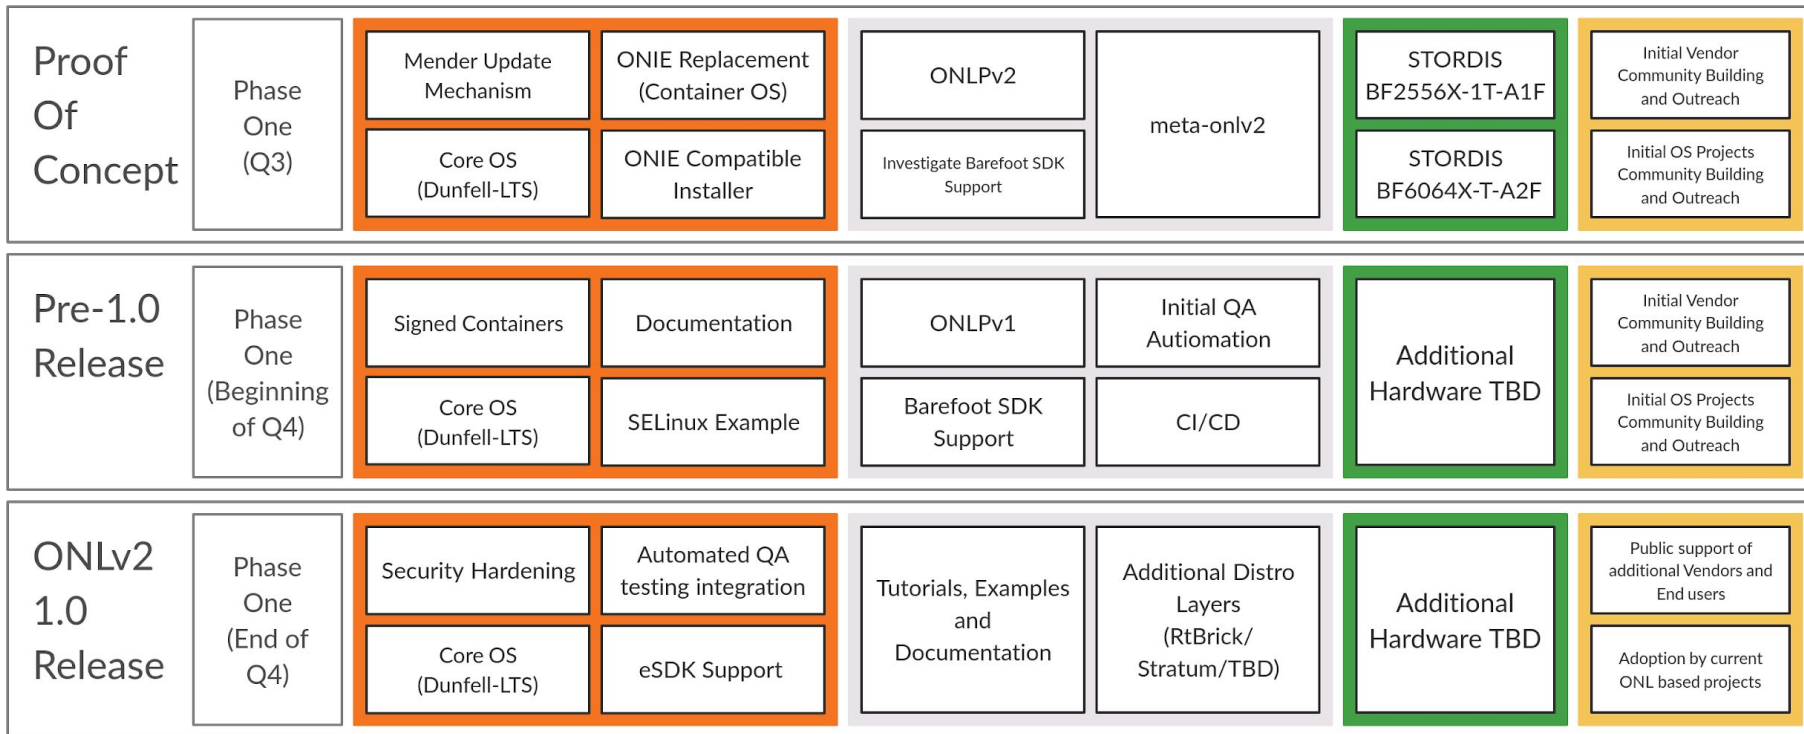 Proof
Of
Concept
Phase
One
(Q3)
Mender Update
Mechanism
ONIE Replacement
(Container OS)
Core OS
(Dunfell-LTS)
ONIE Compatible
Installer
ONLPv2
Investigate Barefoot SDK
Support
meta-onlv2
STORDIS
BF2556X-1T-A1F
STORDIS
BF6064X-T-A2F
Initial Vendor
Community Building
and Outreach
Initial OS Projects
Community Building
and Outreach
Pre-1.0
Release
Phase
One
(Beginning
of Q4)
Signed Containers
Documentation
Core OS
(Dunfell-LTS)
SELinux Example
ONLPv1
Initial QA
Autiomation
Barefoot SDK
Support
CI/CD
Additional
Hardware TBD
Initial Vendor
Community Building
and Outreach
Initial OS Projects
Community Building
and Outreach
ONLv2
1.0
Release
Phase
One
(End of
Q4)
Security Hardening
Automated QA
testing integration
Core OS
(Dunfell-LTS)
eSDK Support
Tutorials, Examples
and
Documentation
Additional Distro
Layers
(RtBrick/
Stratum/TBD)
Additional
Hardware TBD
Public support of
additional Vendors and
End users
Adoption by current
ONL based projects